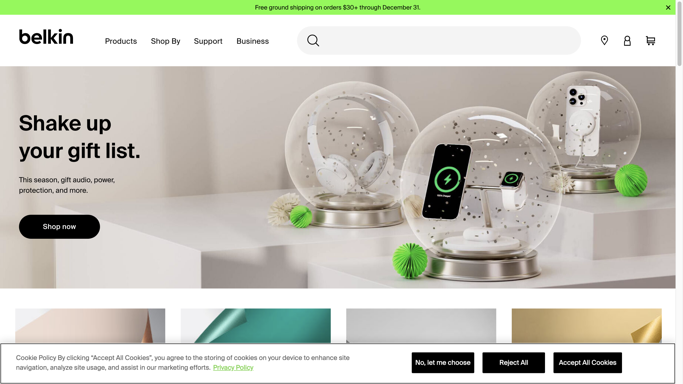 Free ground shipping on orders $30+ through December 31.
belkin
Products
Shop By
Support
Business
Shake up
your gift list.
This season, gift audio, power,
protection, and more.
Shop now
Cookie Policy By clicking “Accept All Cookies”, you agree to the storing of cookies on your device to enhance site
navigation, analyze site usage, and assist in our marketing efforts. Privacy Policy
No, let me choose
Reject All
Accept All Cookies